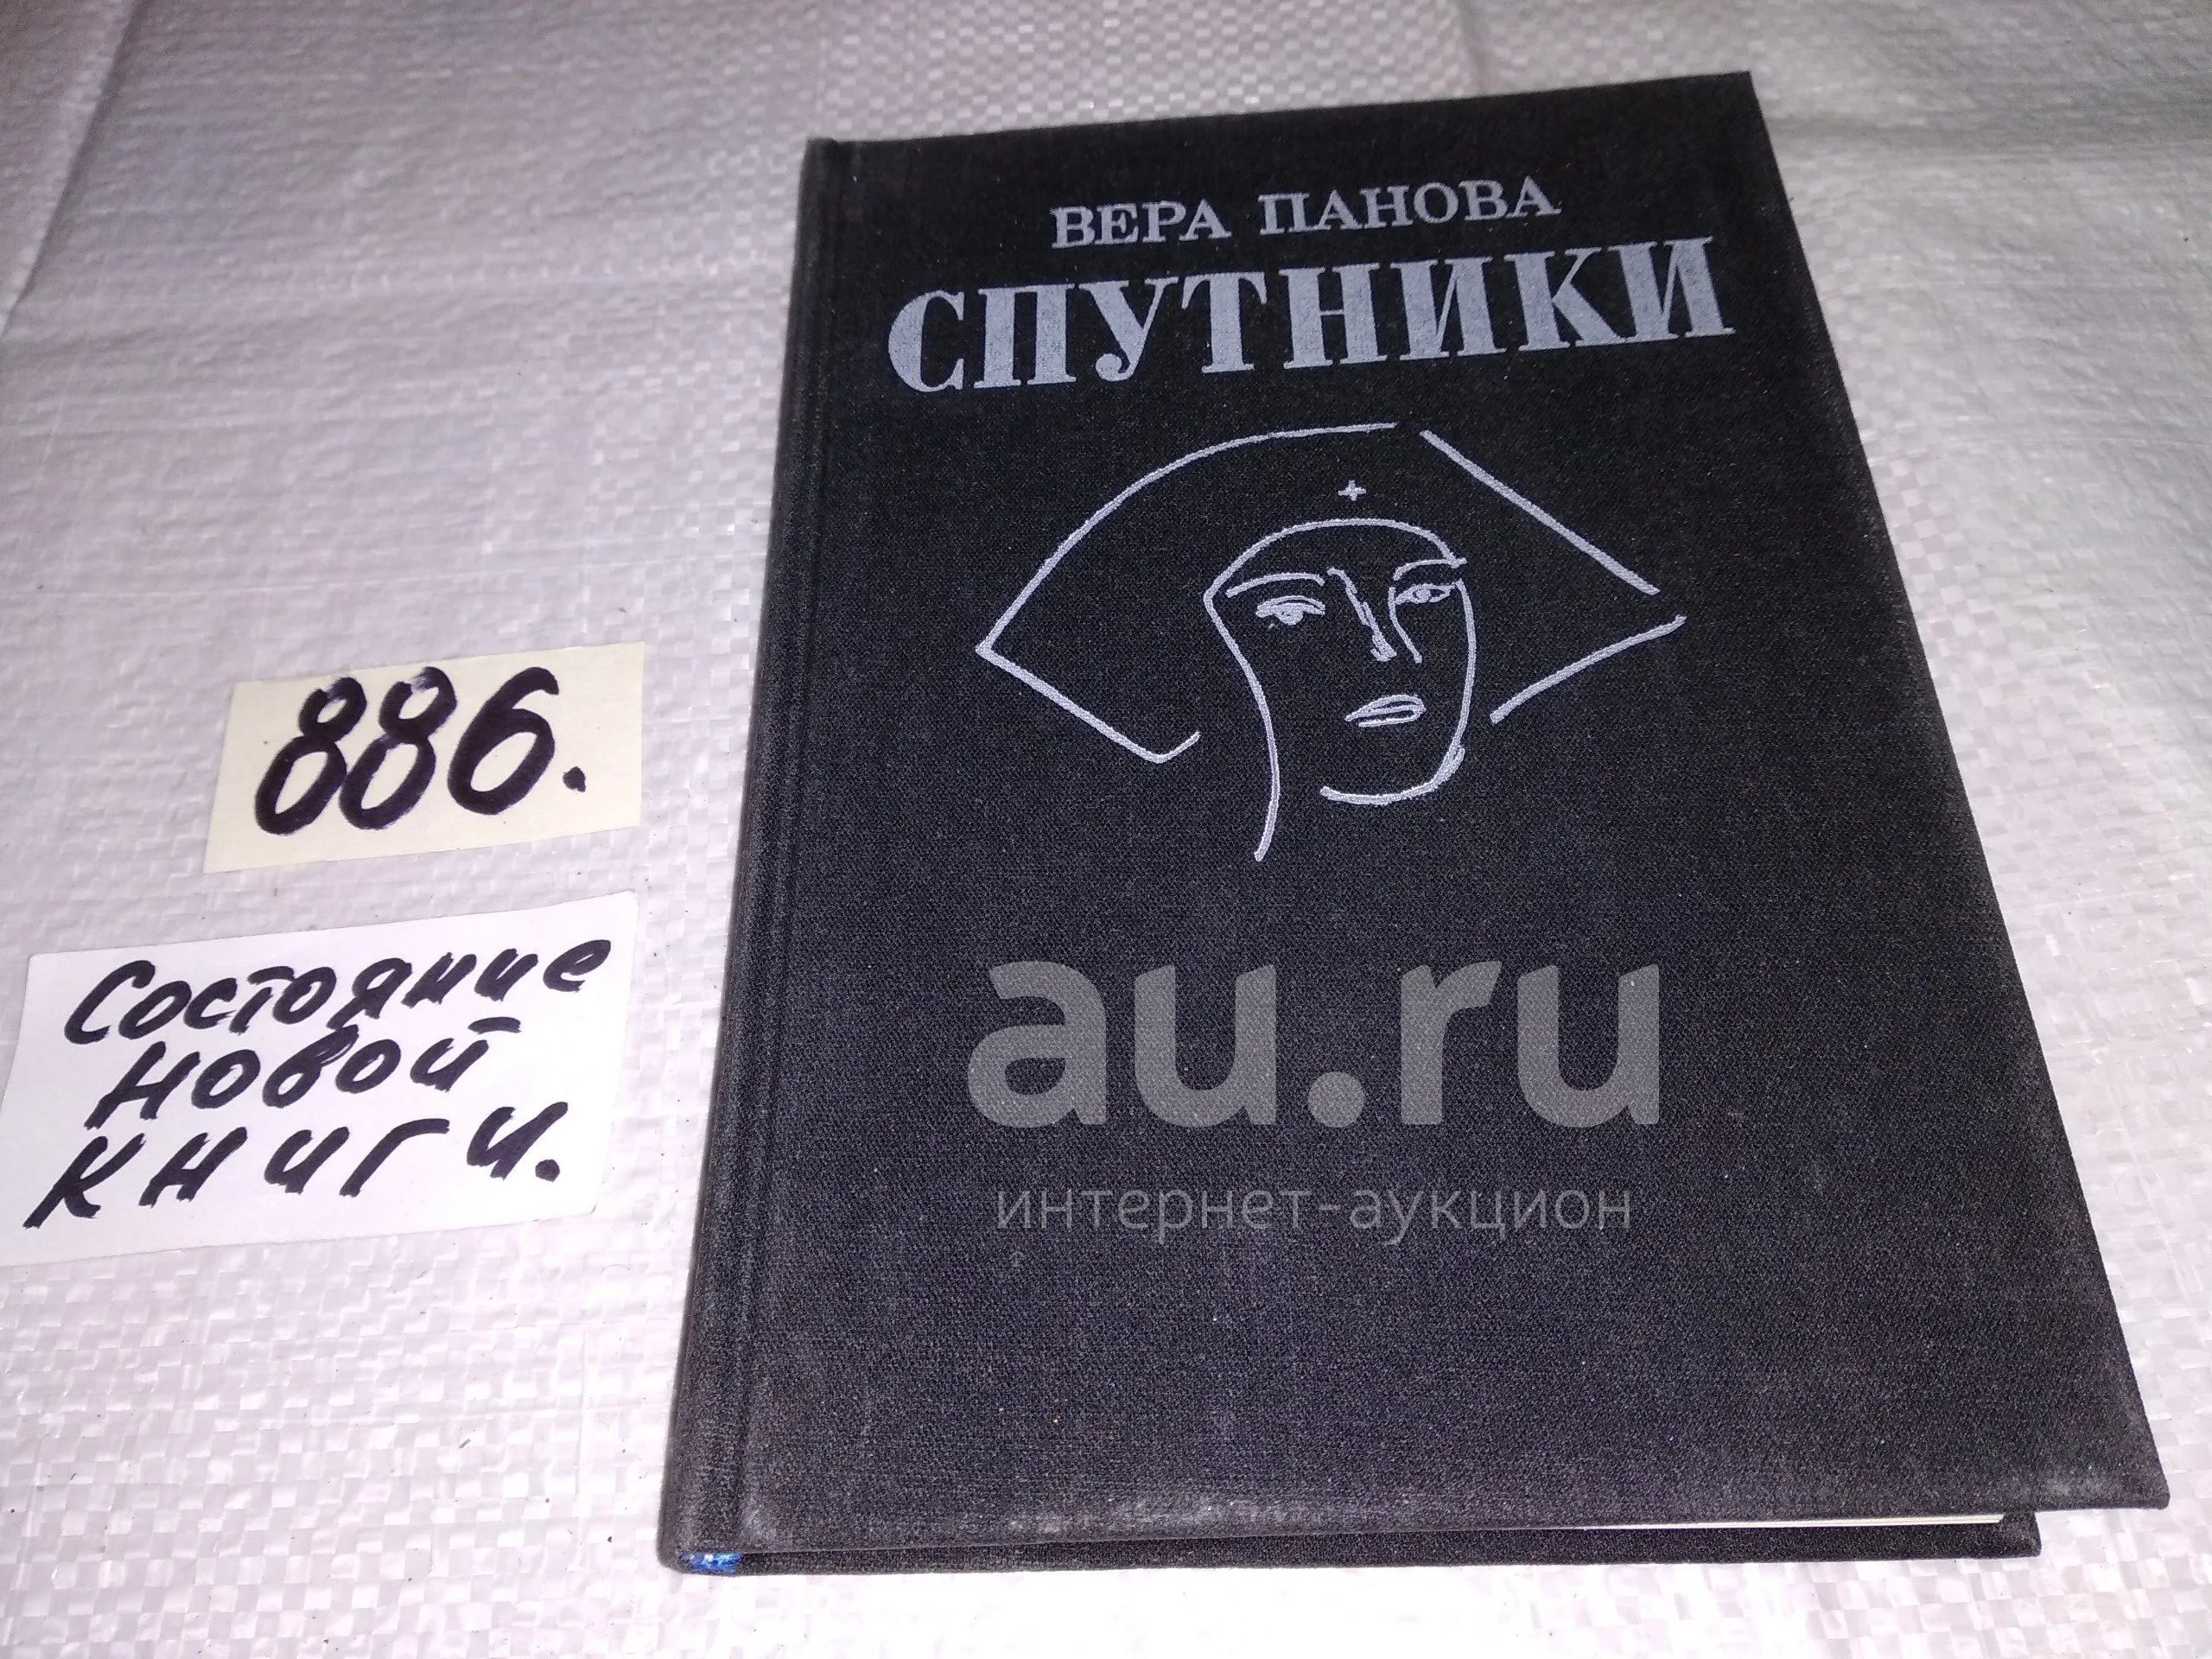 ВЕРА ПАНОВА
СПУТНИКИ
886.
Состояние
новой
книги.
au.ru
интернет-аукцион